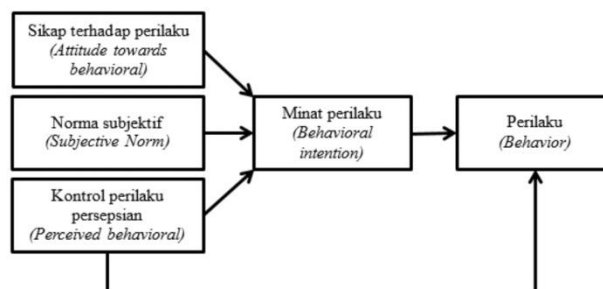 Sikap terhadap perilaku
(Attitude towards
behavioral)
Norma subjektif
(Subjective Norm)
Kontrol perilaku
persepsian
(Perceived behavioral)
Minat perilaku
(Behavioral
intention)
Perilaku
(Behavior)